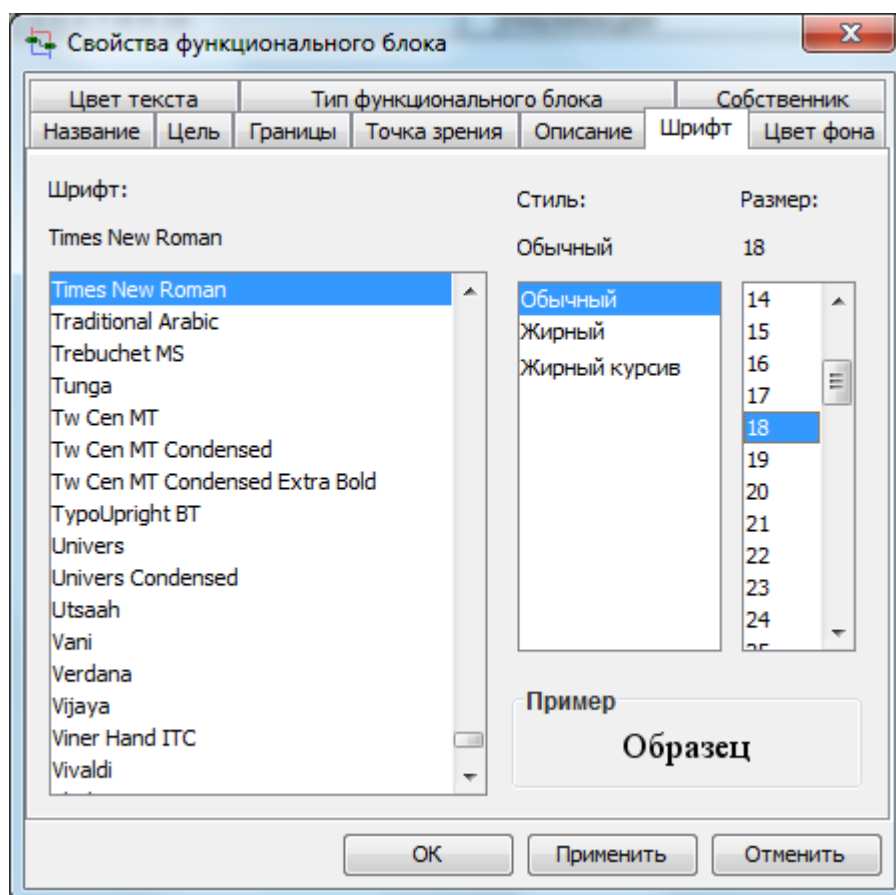 Свойства функционального блока
Цвет текста Тип функционального блока Собственник
Название Цель Границы Точка зрения Описание Шрифт Цвет фона
Шрифт:
Times New Roman
Times New Roman
Traditional Arabic
Trebuchet MS
Tunga
Tw Cen MT
Tw Cen MT Condensed
Tw Cen MT Condensed Extra Bold
TypoUpright BT
Univers
Univers Condensed
Utsaah
Vani
Verdana
Vijaya
Viner Hand ITC
Vivaldi
Стиль:
Обычный
Обычный
Жирный
Жирный курсив
Размер:
18
14
15
16
17
18
19
20
21
22
23
24
25
Пример
Образец
OK Применить Отменить